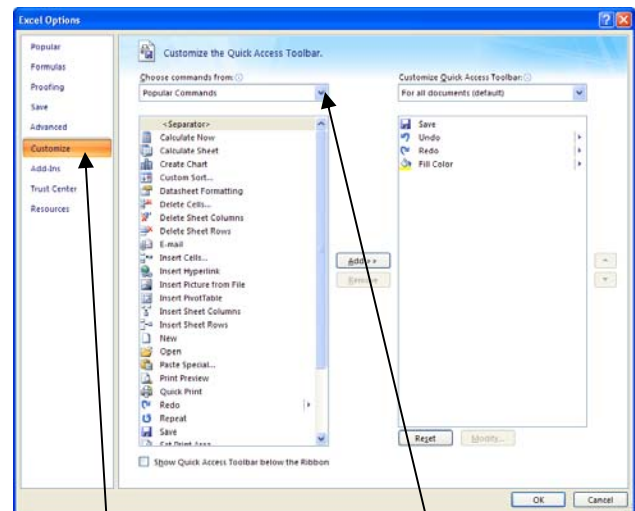 Excel Options
Popular
Formulas
Proofing
Save
Advanced
Customize
Add-Ins
Trust Center
Resources
Customize the Quick Access Toolbar.
Choose commands from:
Popular Commands
<Separator>
Calculate Now
Calculate Sheet
Create Chart
Custom Sort...
Datasheet Formatting
Delete Cells...
Delete Sheet Columns
Delete Sheet Rows
E-mail
Insert Cells...
Insert Hyperlink
Insert Picture from File
Insert PivotTable
Insert Sheet Columns
Insert Sheet Rows
New
Open
Paste Special...
Print Preview
Quick Print
Redo
Repeat
Save
Set Print Area
Show Quick Access Toolbar below the Ribbon
Add >>
Remove
Customize Quick Access Toolbar:
For all documents (default)
Save
Undo
Redo
Fill Color
Reset
Modify...
OK
Cancel